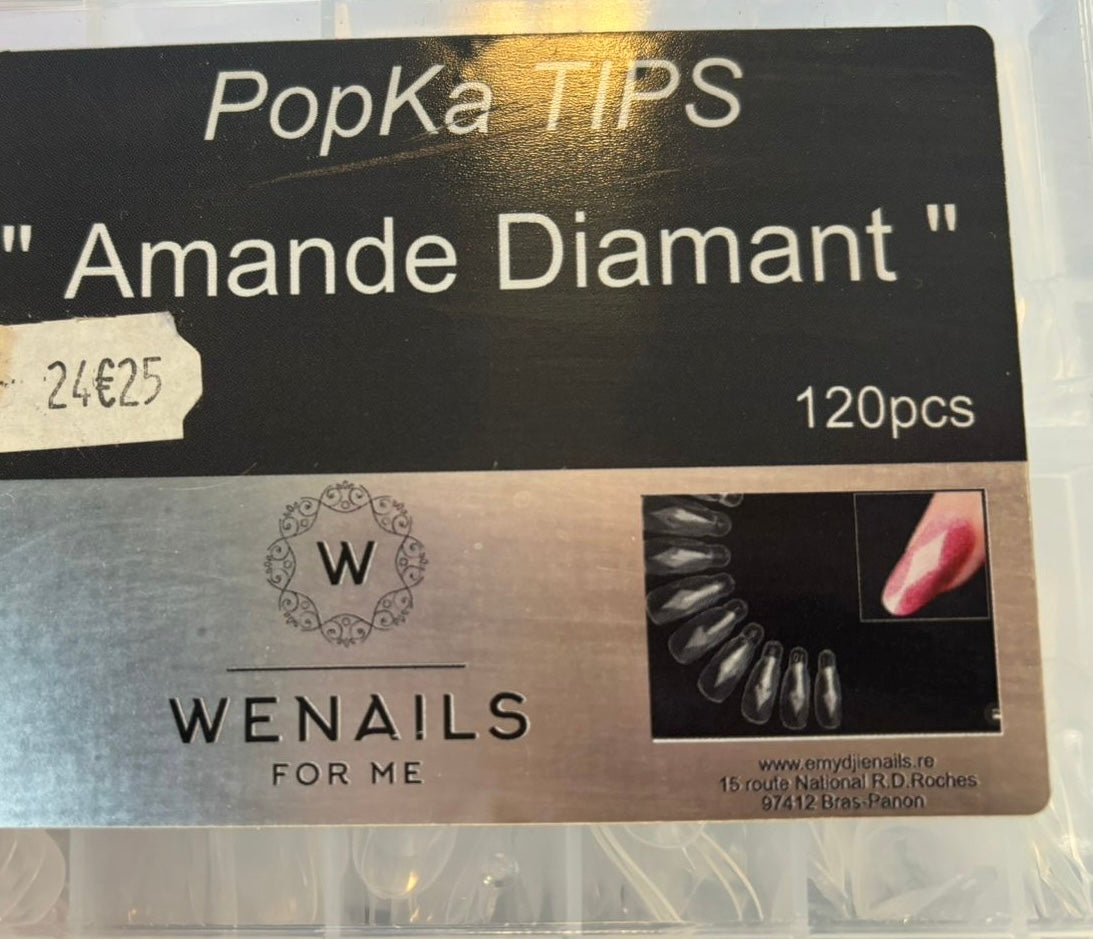 PopKa TIPS
" Amande Diamant "
24€25
120pcs
W
WENAILS
FOR ME
www.emydjienails.re
15 route National R.D.Roches
97412 Bras-Panon